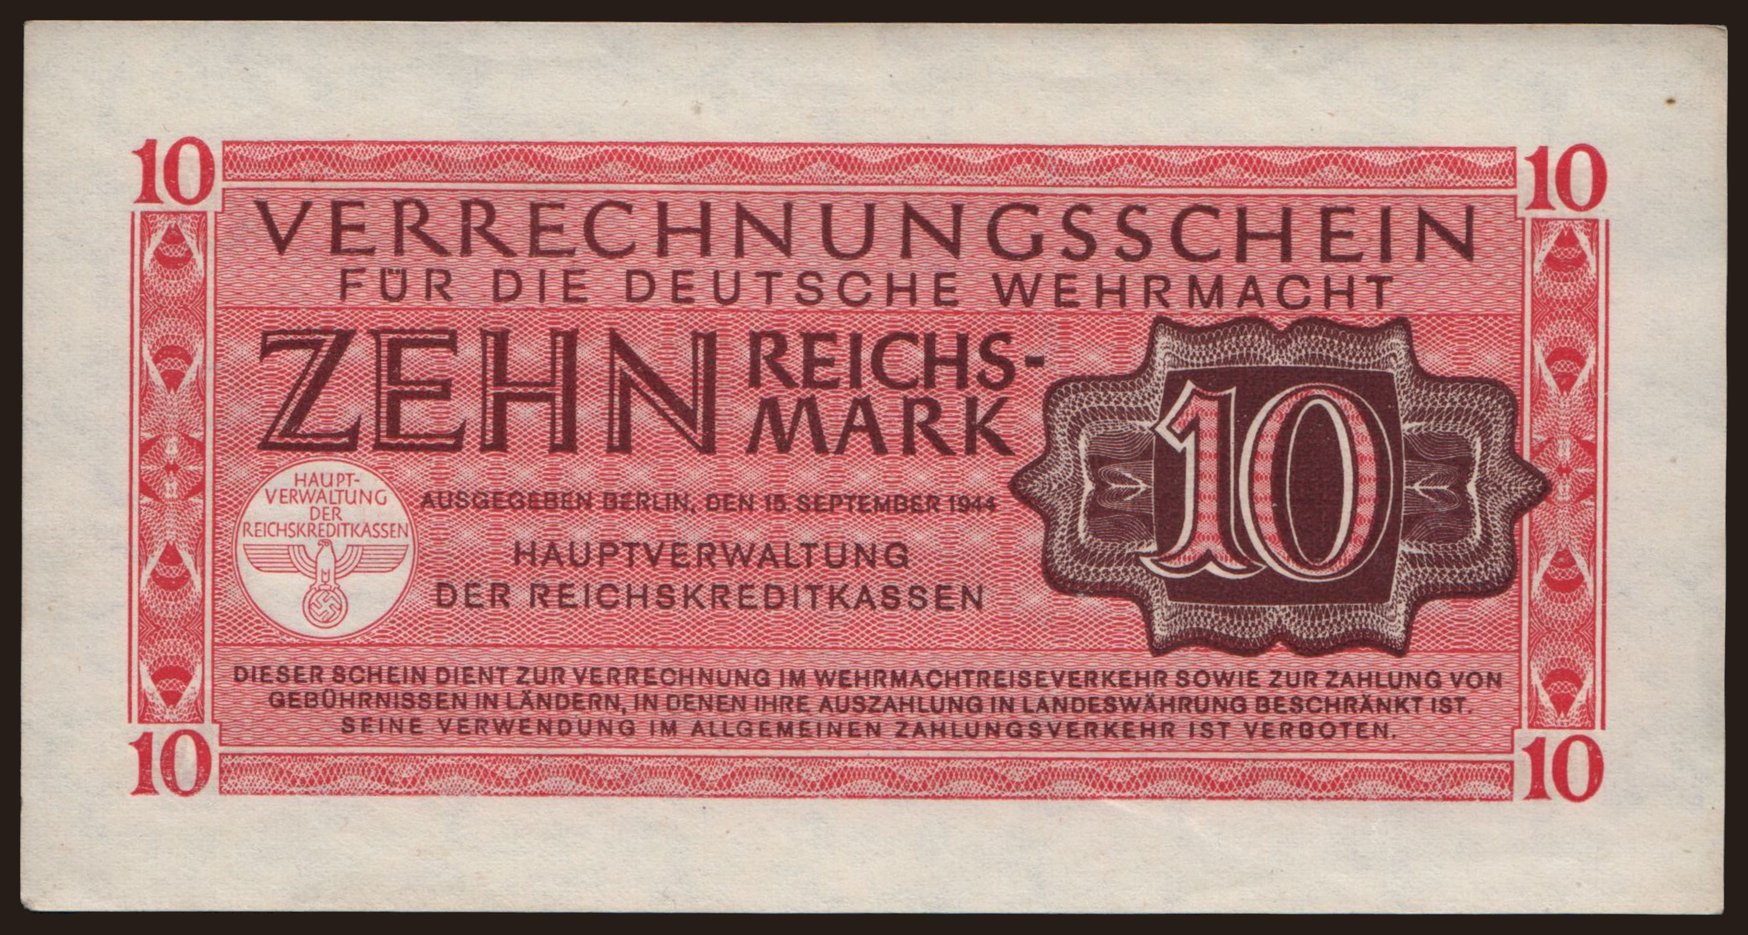 10 10
VERRECHNUNGSSCHEIN
FÜR DIE DEUTSCHE WEHRMACHT
ZEHN REICHS-
MARK
10
HAUPT-
VERWALTUNG
DER
REICHSKREDITKASSEN
AUSGEGEBEN BERLIN, DEN 15. SEPTEMBER 1944
HAUPTVERWALTUNG
DER REICHSKREDITKASSEN
DIESER SCHEIN DIENT ZUR VERRECHNUNG IM WEHRMACHTREISEVERKEHR SOWIE ZUR ZAHLUNG VON
GEBÜHRNISSEN IN LÄNDERN, IN DENEN IHRE AUSZAHLUNG IN LANDESWÄHRUNG BESCHRÄNKT IST.
SEINE VERWENDUNG IM ALLGEMEINEN ZAHLUNGSVERKEHR IST VERBOTEN.
10 10